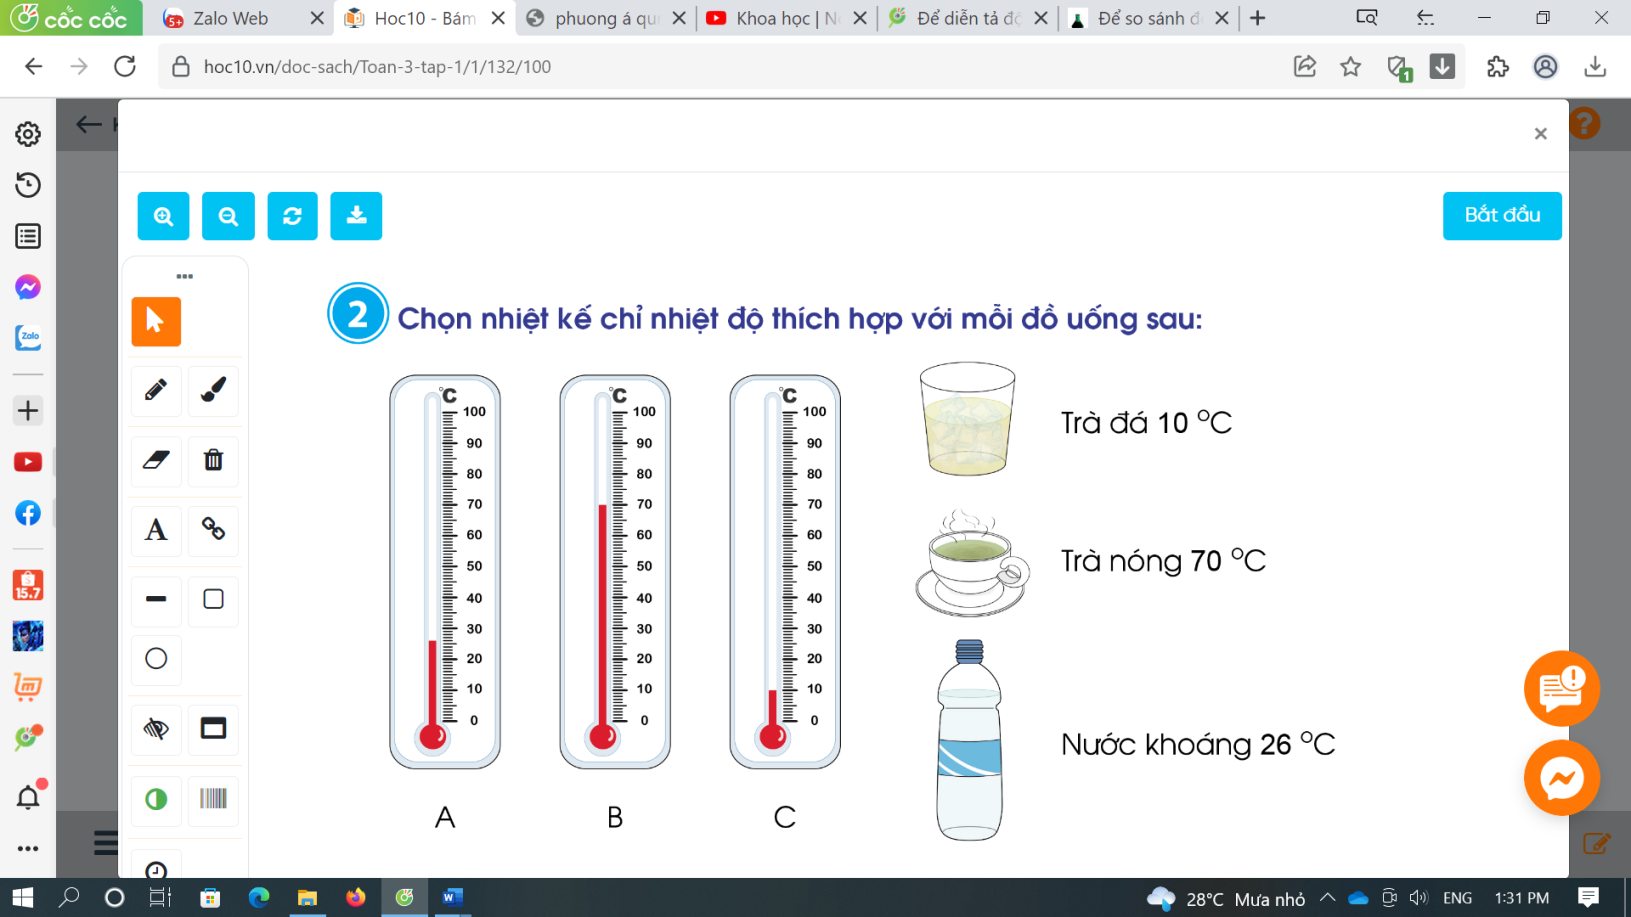 cốc cốc
Zalo Web
Hoc10 - Bám
phuong á qu
Khoa học | N
Để diễn tả đ
Để so sánh đ
hoc10.vn/doc-sach/Toan-3-tap-1/1/132/100
1
Bắt đầu
2 Chọn nhiệt kế chỉ nhiệt độ thích hợp với mỗi đồ uống sau:
°C
100
90
80
70
60
50
40
30
20
10
0
A
°C
100
90
80
70
60
50
40
30
20
10
0
B
°C
100
90
80
70
60
50
40
30
20
10
0
C
Trà đá 10 °C
Trà nóng 70 °C
Nước khoáng 26 °C
Zalo
15.7
A
28°C Mưa nhỏ
ENG
1:31 PM